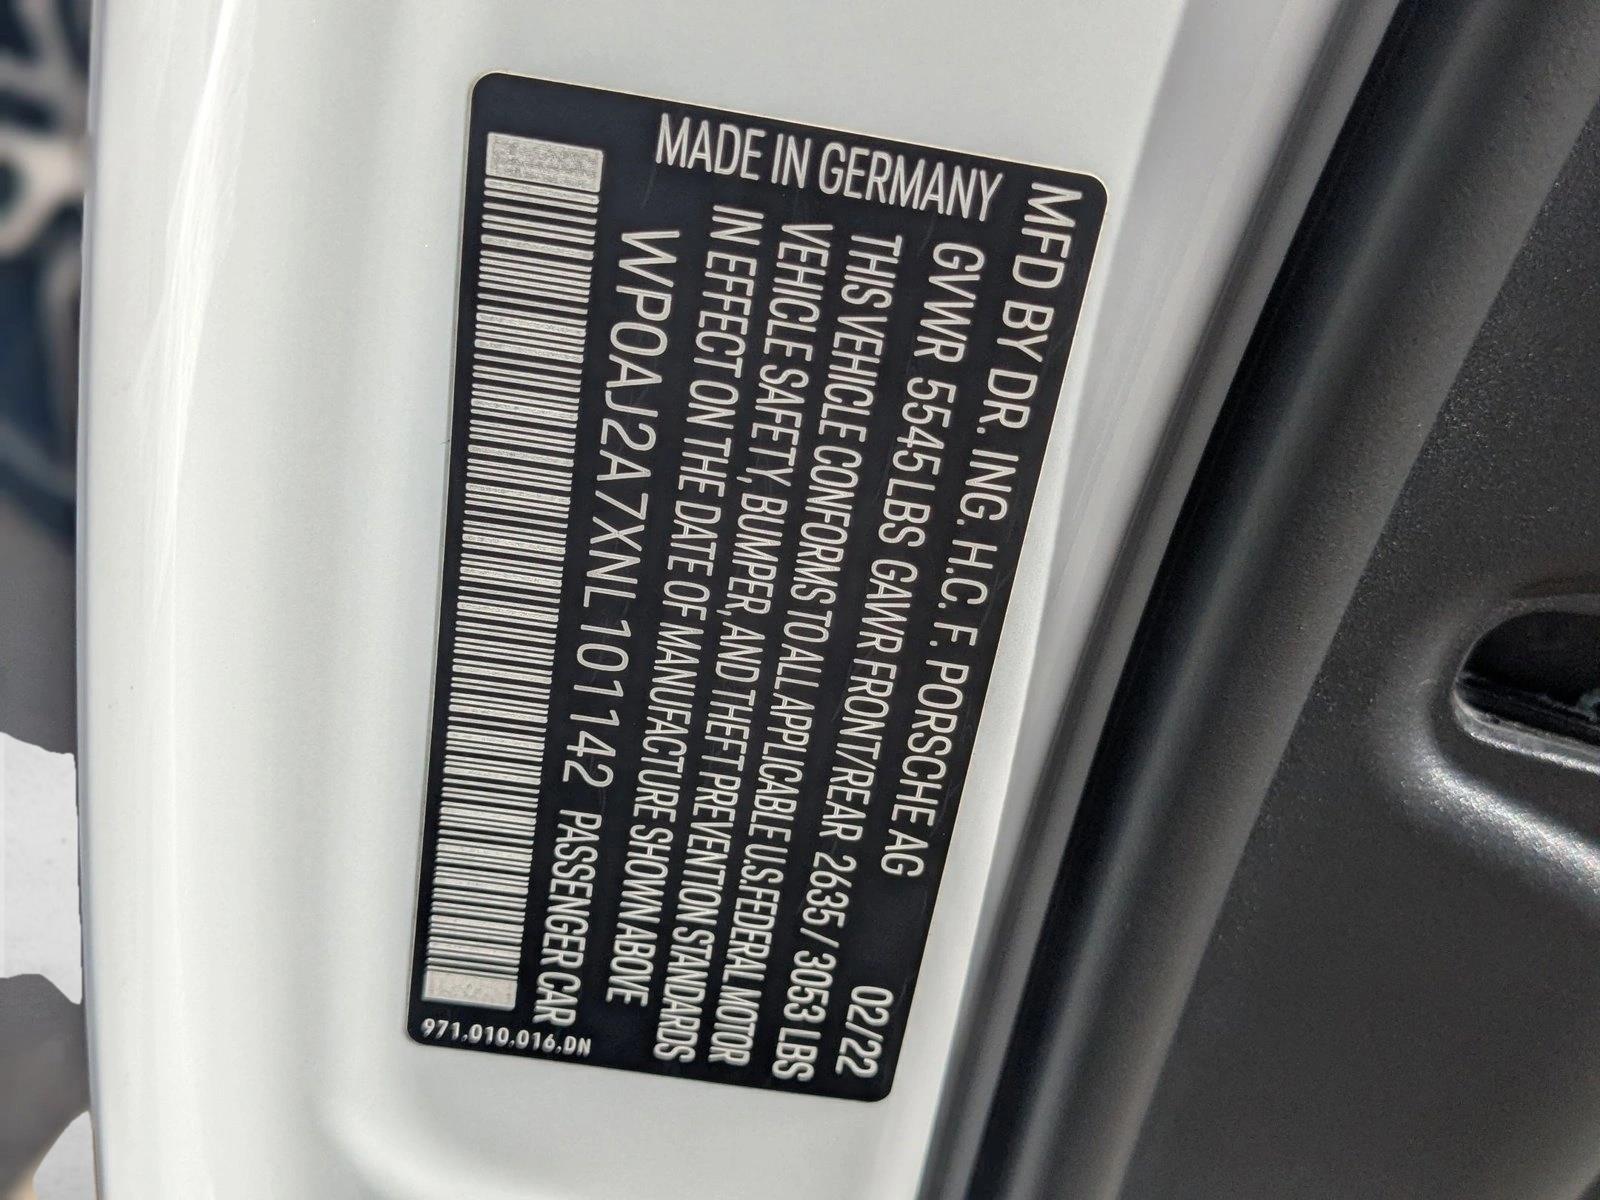 MFD BY DR. ING. H.C. F. PORSCHE AG 02/22
GVWR 5545 LBS GAWR FRONT/REAR 2635 / 3053 LBS
THIS VEHICLE CONFORMS TO ALL APPLICABLE U.S FEDERAL MOTOR
VEHICLE SAFETY, BUMPER, AND THEFT PREVENTION STANDARDS
IN EFFECT ON THE DATE OF MANUFACTURE SHOWN ABOVE
WP0AJ2A7XNL101142 PASSENGER CAR
MADE IN GERMANY
971.010.016.DN